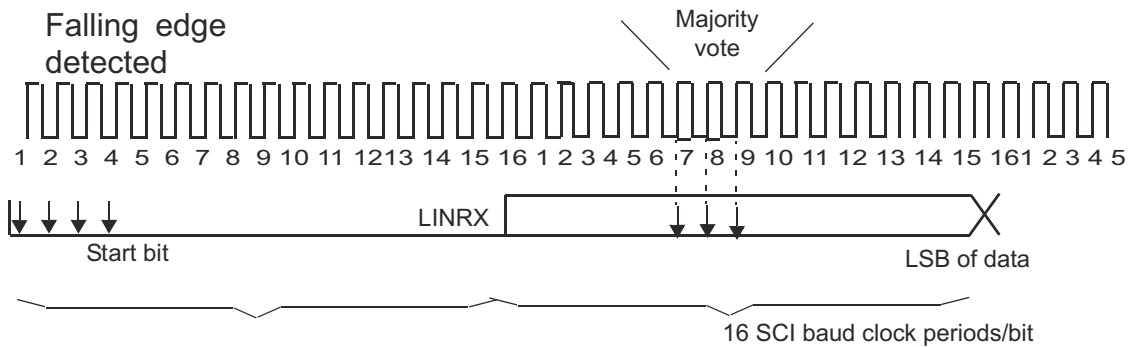 Falling edge
detected
Majority
vote
1 2 3 4 5 6 7 8 9 10 11 1213 14 15 16 1 2 3 4 5 6 7 8 9 10 11 12 13 14 15 161 2 3 4 5
LINRX
Start bit
LSB of data
16 SCI baud clock periods/bit